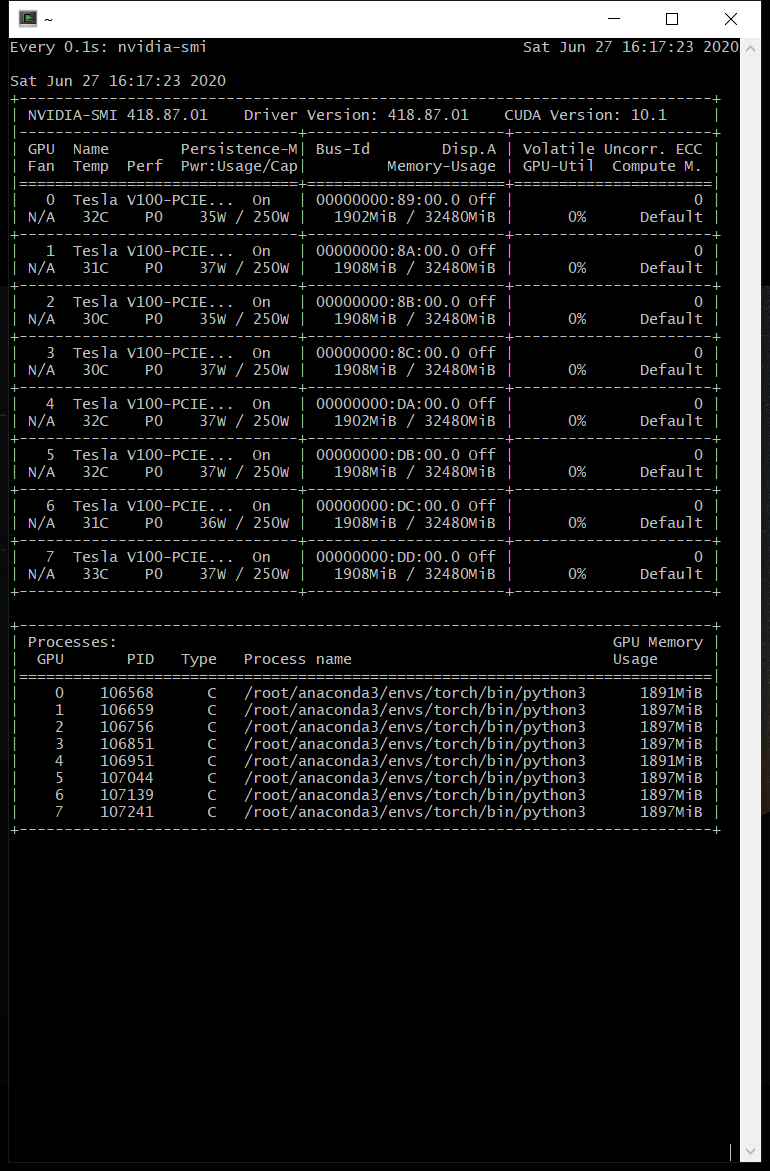 ~
Every 0.1s: nvidia-smi                                   Sat Jun 27 16:17:23 2020

Sat Jun 27 16:17:23 2020
+-----------------------------------------------------------------------------+
| NVIDIA-SMI 418.87.01    Driver Version: 418.87.01    CUDA Version: 10.1     |
|-------------------------------+----------------------+----------------------+
| GPU  Name        Persistence-M| Bus-Id        Disp.A | Volatile Uncorr. ECC |
| Fan  Temp  Perf  Pwr:Usage/Cap|         Memory-Usage | GPU-Util  Compute M. |
|===============================+======================+======================|
|   0  Tesla V100-PCIE...  On   | 00000000:89:00.0 Off |                    0 |
| N/A   32C    P0    35W / 250W |   1902MiB / 32480MiB |      0%      Default |
+-------------------------------+----------------------+----------------------+
|   1  Tesla V100-PCIE...  On   | 00000000:8A:00.0 Off |                    0 |
| N/A   31C    P0    37W / 250W |   1908MiB / 32480MiB |      0%      Default |
+-------------------------------+----------------------+----------------------+
|   2  Tesla V100-PCIE...  On   | 00000000:8B:00.0 Off |                    0 |
| N/A   30C    P0    35W / 250W |   1908MiB / 32480MiB |      0%      Default |
+-------------------------------+----------------------+----------------------+
|   3  Tesla V100-PCIE...  On   | 00000000:8C:00.0 Off |                    0 |
| N/A   30C    P0    37W / 250W |   1908MiB / 32480MiB |      0%      Default |
+-------------------------------+----------------------+----------------------+
|   4  Tesla V100-PCIE...  On   | 00000000:DA:00.0 Off |                    0 |
| N/A   32C    P0    37W / 250W |   1902MiB / 32480MiB |      0%      Default |
+-------------------------------+----------------------+----------------------+
|   5  Tesla V100-PCIE...  On   | 00000000:DB:00.0 Off |                    0 |
| N/A   32C    P0    37W / 250W |   1908MiB / 32480MiB |      0%      Default |
+-------------------------------+----------------------+----------------------+
|   6  Tesla V100-PCIE...  On   | 00000000:DC:00.0 Off |                    0 |
| N/A   31C    P0    36W / 250W |   1908MiB / 32480MiB |      0%      Default |
+-------------------------------+----------------------+----------------------+
|   7  Tesla V100-PCIE...  On   | 00000000:DD:00.0 Off |                    0 |
| N/A   33C    P0    37W / 250W |   1908MiB / 32480MiB |      0%      Default |
+-------------------------------+----------------------+----------------------+

+-----------------------------------------------------------------------------+
| Processes:                                                       GPU Memory |
|  GPU       PID   Type   Process name                             Usage      |
|=============================================================================|
|    0    106568      C   /root/anaconda3/envs/torch/bin/python3      1891MiB |
|    1    106659      C   /root/anaconda3/envs/torch/bin/python3      1897MiB |
|    2    106756      C   /root/anaconda3/envs/torch/bin/python3      1897MiB |
|    3    106851      C   /root/anaconda3/envs/torch/bin/python3      1897MiB |
|    4    106951      C   /root/anaconda3/envs/torch/bin/python3      1891MiB |
|    5    107044      C   /root/anaconda3/envs/torch/bin/python3      1897MiB |
|    6    107139      C   /root/anaconda3/envs/torch/bin/python3      1897MiB |
|    7    107241      C   /root/anaconda3/envs/torch/bin/python3      1897MiB |
+-----------------------------------------------------------------------------+